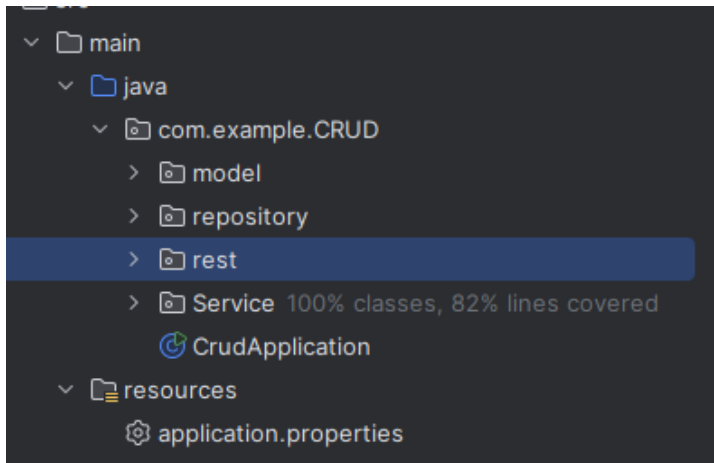 main
java
com.example.CRUD
model
repository
rest
Service 100% classes, 82% lines covered
CrudApplication
resources
application.properties